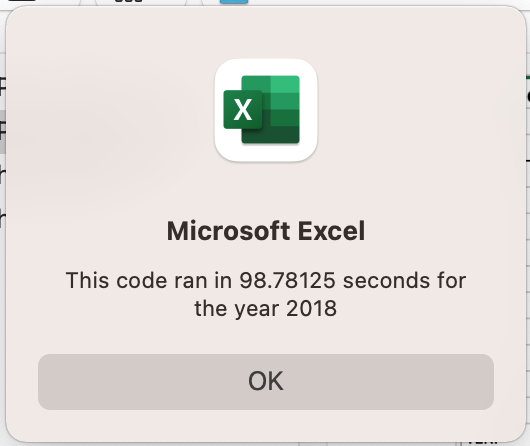 X
Microsoft Excel
This code ran in 98.78125 seconds for
the year 2018
OK